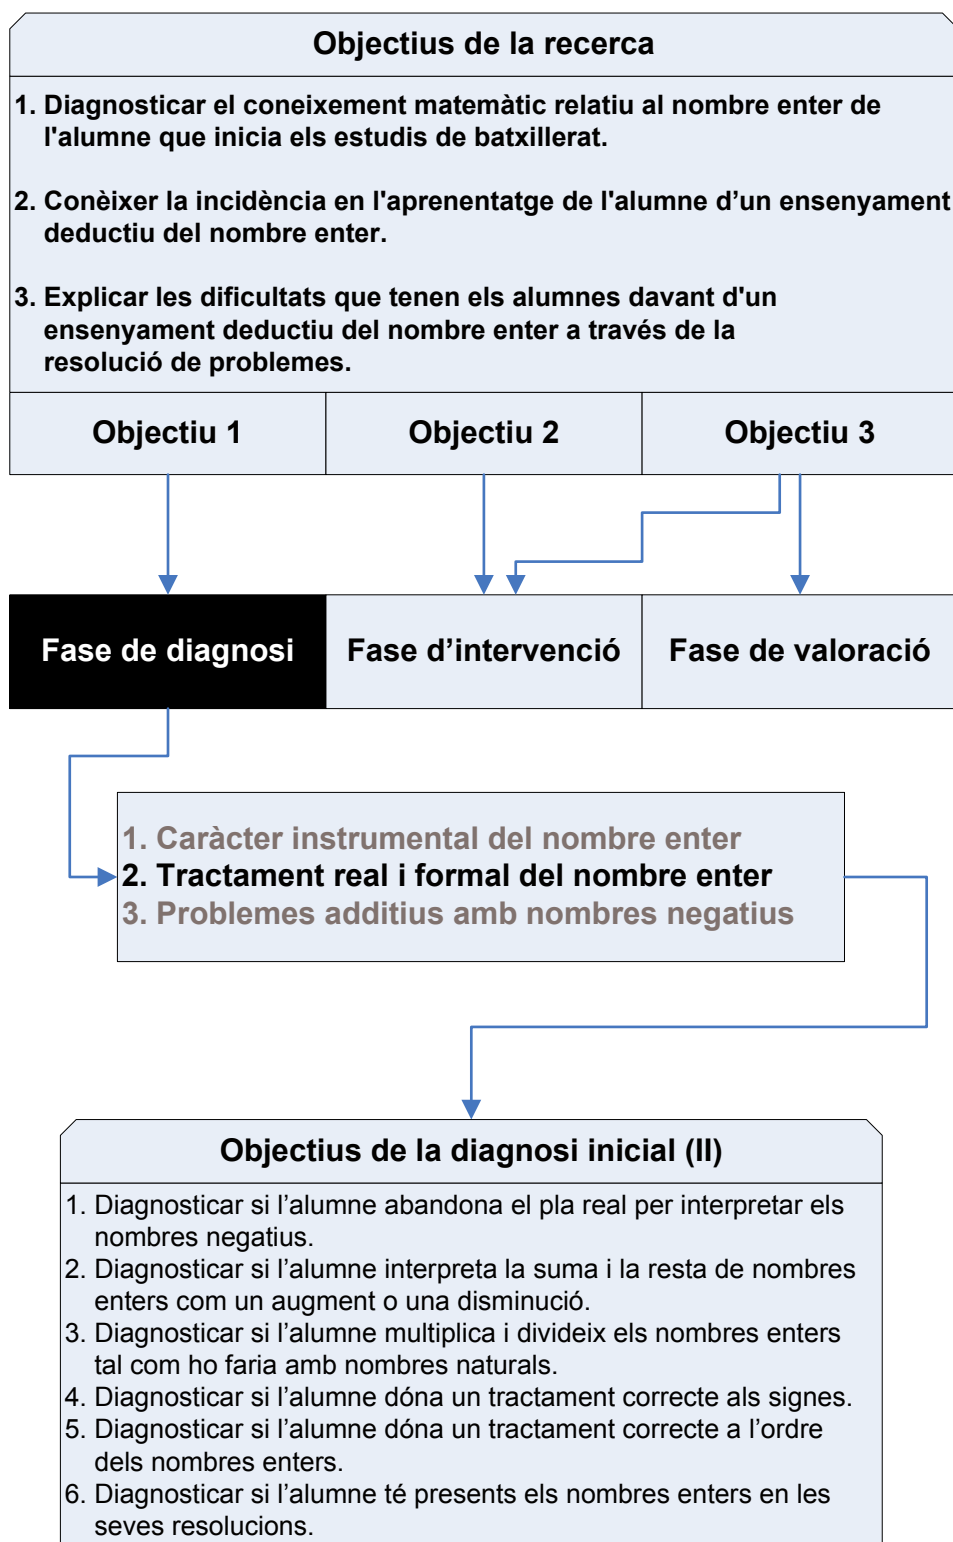 Objectius de la recerca
1. Diagnosticar el coneixement matemàtic relatiu al nombre enter de
l'alumne que inicia els estudis de batxillerat.
2. Conèixer la incidència en l'aprenentatge de l'alumne d’un ensenyament
deductiu del nombre enter.
3. Explicar les dificultats que tenen els alumnes davant d'un
ensenyament deductiu del nombre enter a través de la
resolució de problemes.
Objectiu 1
Objectiu 2
Objectiu 3
Fase de diagnosi
Fase d’intervenció
Fase de valoració
1. Caràcter instrumental del nombre enter
2. Tractament real i formal del nombre enter
3. Problemes additius amb nombres negatius
Objectius de la diagnosi inicial (II)
1. Diagnosticar si l’alumne abandona el pla real per interpretar els
nombres negatius.
2. Diagnosticar si l’alumne interpreta la suma i la resta de nombres
enters com un augment o una disminució.
3. Diagnosticar si l’alumne multiplica i divideix els nombres enters
tal com ho faria amb nombres naturals.
4. Diagnosticar si l’alumne dóna un tractament correcte als signes.
5. Diagnosticar si l’alumne dóna un tractament correcte a l’ordre
dels nombres enters.
6. Diagnosticar si l’alumne té presents els nombres enters en les
seves resolucions.